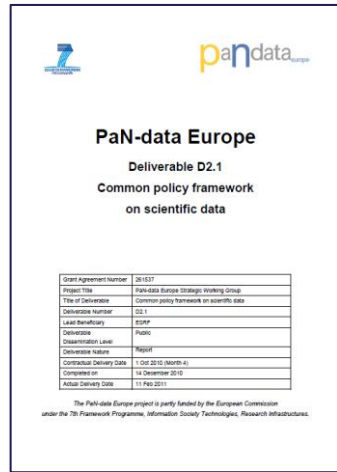 pandata europe
PaN-data Europe
Deliverable D2.1
Common policy framework
on scientific data
Grant Agreement Number 261537
Project Title PaN-data Europe Strategic Working Group
Title of Deliverable Common policy framework on scientific data
Deliverable Number D2.1
Lead Beneficiary ESRF
Deliverable Public
Dissemination Level
Deliverable Nature Report
Contractual Delivery Date 1 Oct 2010 (Month 4)
Completed on 14 December 2010
Actual Delivery Date 11 Feb 2011
The PaN-data Europe project is partly funded by the European Commission
under the 7th Framework Programme, Information Society Technologies, Research Infrastructures.